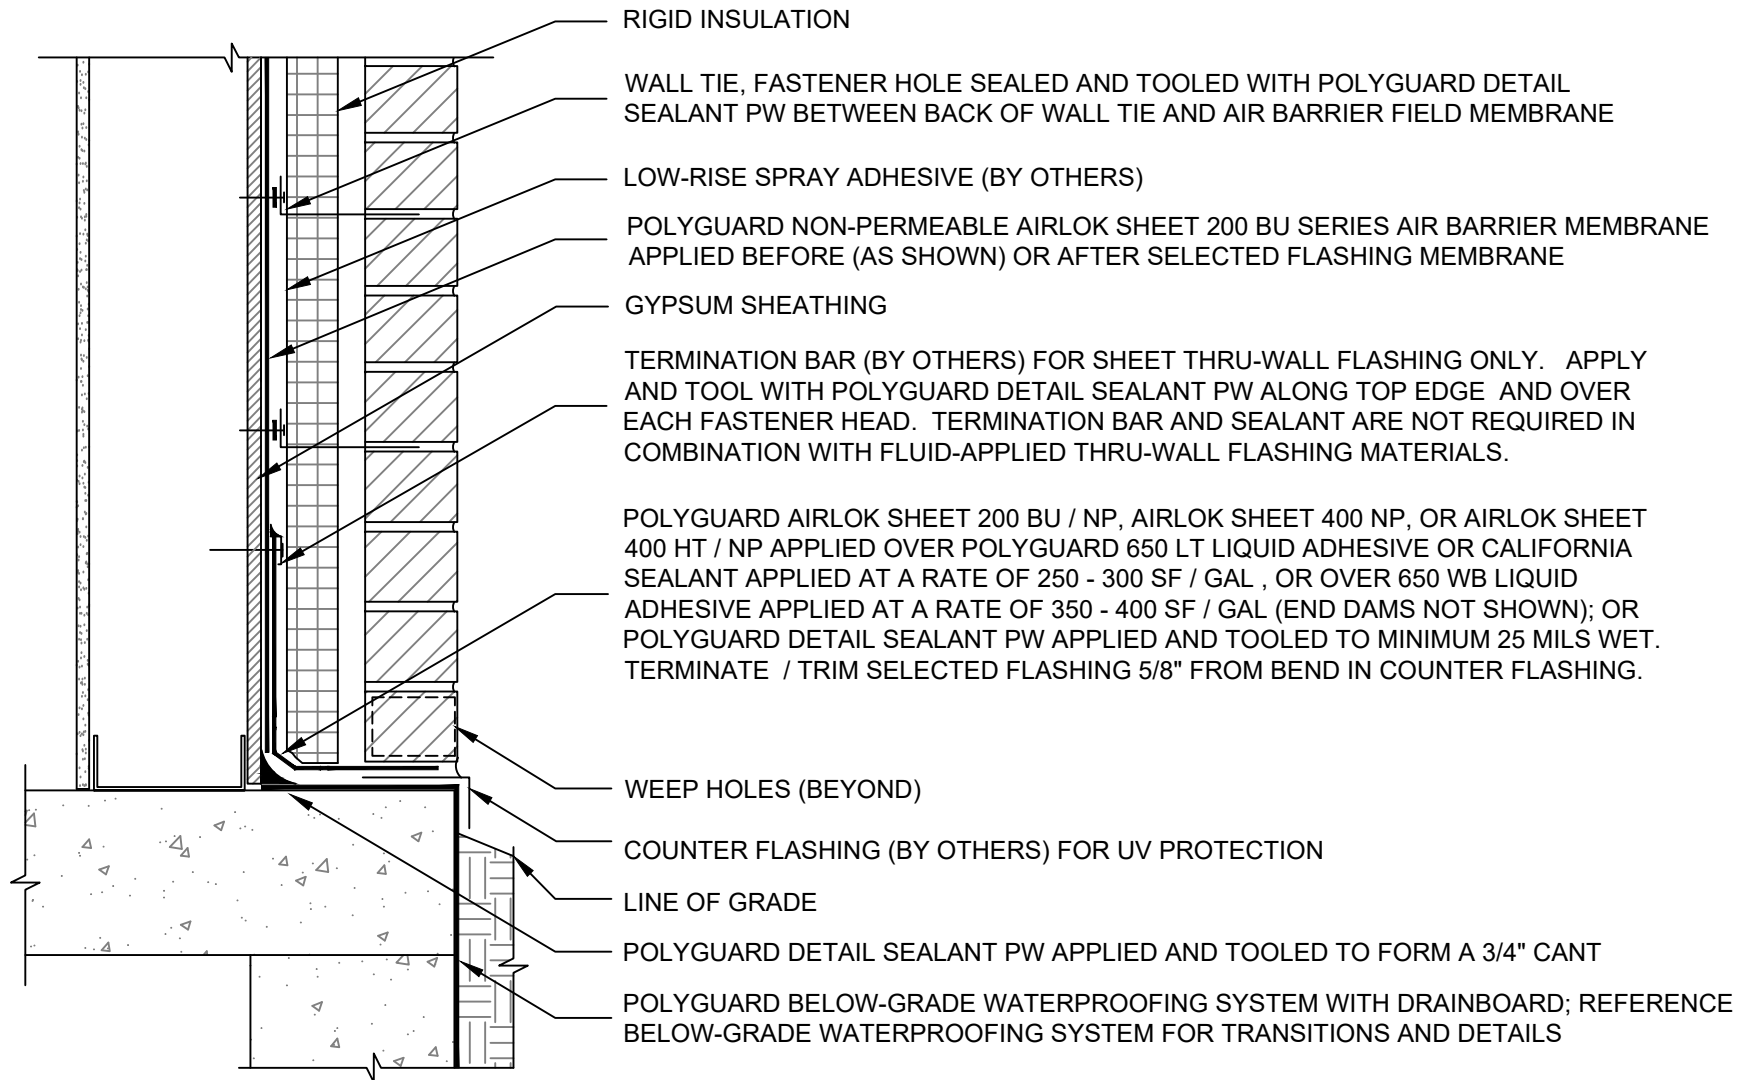 RIGID INSULATION
WALL TIE, FASTENER HOLE SEALED AND TOOLED WITH POLYGUARD DETAIL
SEALANT PW BETWEEN BACK OF WALL TIE AND AIR BARRIER FIELD MEMBRANE
LOW-RISE SPRAY ADHESIVE (BY OTHERS)
POLYGUARD NON-PERMEABLE AIRLOK SHEET 200 BU SERIES AIR BARRIER MEMBRANE
APPLIED BEFORE (AS SHOWN) OR AFTER SELECTED FLASHING MEMBRANE
GYPSUM SHEATHING
TERMINATION BAR (BY OTHERS) FOR SHEET THRU-WALL FLASHING ONLY. APPLY
AND TOOL WITH POLYGUARD DETAIL SEALANT PW ALONG TOP EDGE AND OVER
EACH FASTENER HEAD. TERMINATION BAR AND SEALANT ARE NOT REQUIRED IN
COMBINATION WITH FLUID-APPLIED THRU-WALL FLASHING MATERIALS.
POLYGUARD AIRLOK SHEET 200 BU / NP, AIRLOK SHEET 400 NP, OR AIRLOK SHEET
400 HT / NP APPLIED OVER POLYGUARD 650 LT LIQUID ADHESIVE OR CALIFORNIA
SEALANT APPLIED AT A RATE OF 250 - 300 SF / GAL , OR OVER 650 WB LIQUID
ADHESIVE APPLIED AT A RATE OF 350 - 400 SF / GAL (END DAMS NOT SHOWN); OR
POLYGUARD DETAIL SEALANT PW APPLIED AND TOOLED TO MINIMUM 25 MILS WET.
TERMINATE / TRIM SELECTED FLASHING 5/8" FROM BEND IN COUNTER FLASHING.
WEEP HOLES (BEYOND)
COUNTER FLASHING (BY OTHERS) FOR UV PROTECTION
LINE OF GRADE
POLYGUARD DETAIL SEALANT PW APPLIED AND TOOLED TO FORM A 3/4" CANT
POLYGUARD BELOW-GRADE WATERPROOFING SYSTEM WITH DRAINBOARD; REFERENCE
BELOW-GRADE WATERPROOFING SYSTEM FOR TRANSITIONS AND DETAILS